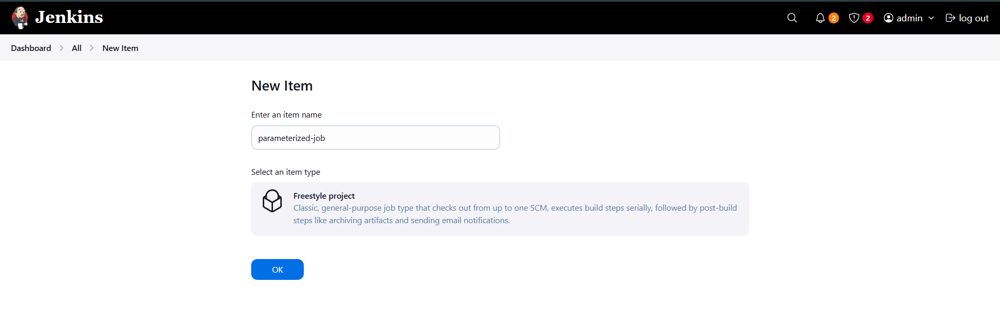 Jenkins
2
2
admin
log out
Dashboard
All
New Item
New Item
Enter an item name
parameterized-job
Select an item type
Freestyle project
Classic, general-purpose job type that checks out from up to one SCM, executes build steps serially, followed by post-build
steps like archiving artifacts and sending email notifications.
OK